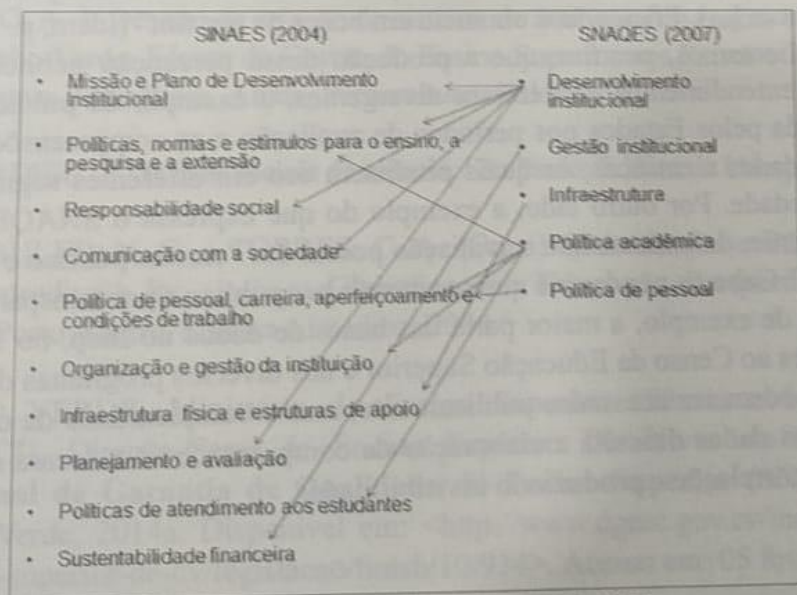 SINAES (2004)
• Missão e Plano de Desenvolvimento
Institucional
• Políticas, normas e estímulos para o ensino, a
pesquisa e a extensão
• Responsabilidade social
• Comunicação com a sociedade
• Política de pessoal, carreira, aperfeiçoamento e
condições de trabalho
• Organização e gestão da instituição
• Infraestrutura física e estruturas de apoio
• Planejamento e avaliação
• Políticas de atendimento aos estudantes
• Sustentabilidade financeira
SNAQES (2007)
• Desenvolvimento
institucional
• Gestão institucional
• Infraestrutura
• Política acadêmica
• Política de pessoal